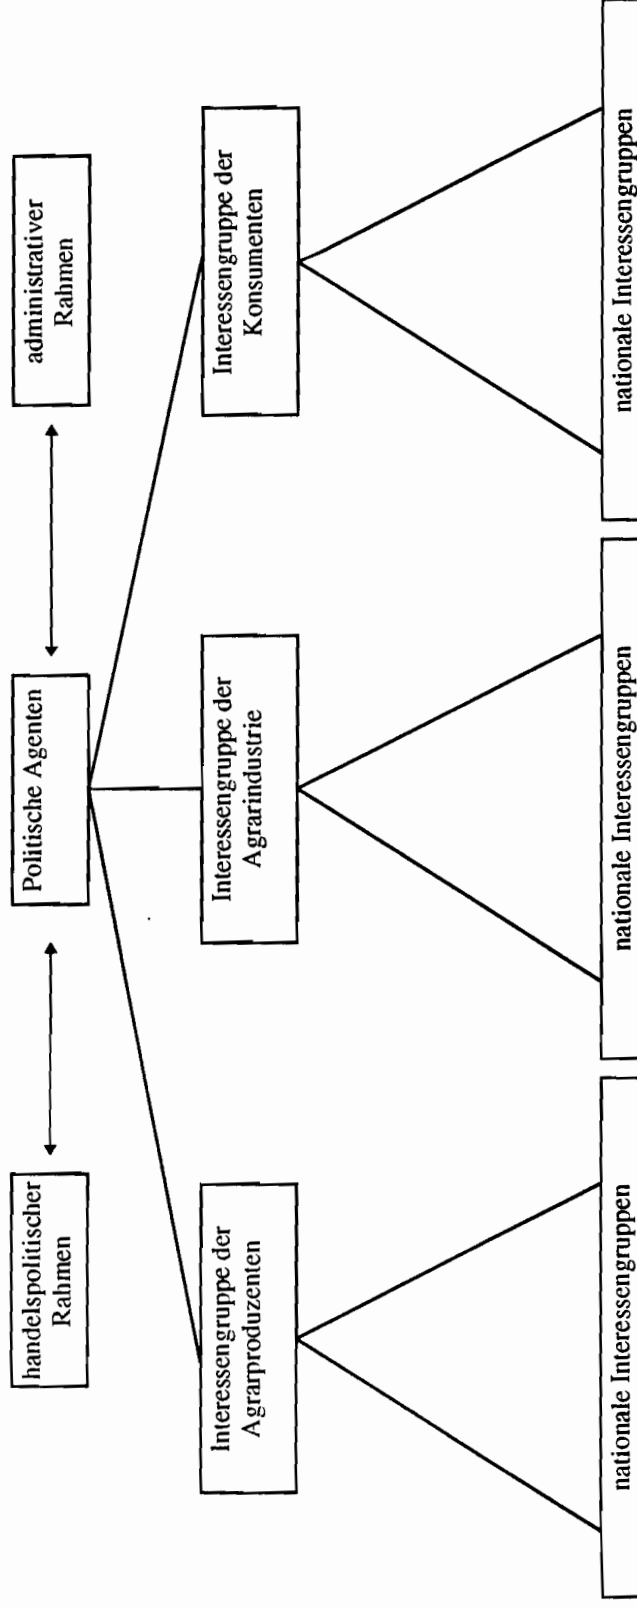 handelspolitischer
Rahmen
Politische Agenten
administrativer
Rahmen
Interessengruppe der
Agrarproduzenten
Interessengruppe der
Agrarindustrie
Interessengruppe der
Konsumenten
nationale Interessengruppen
nationale Interessengruppen
nationale Interessengruppen